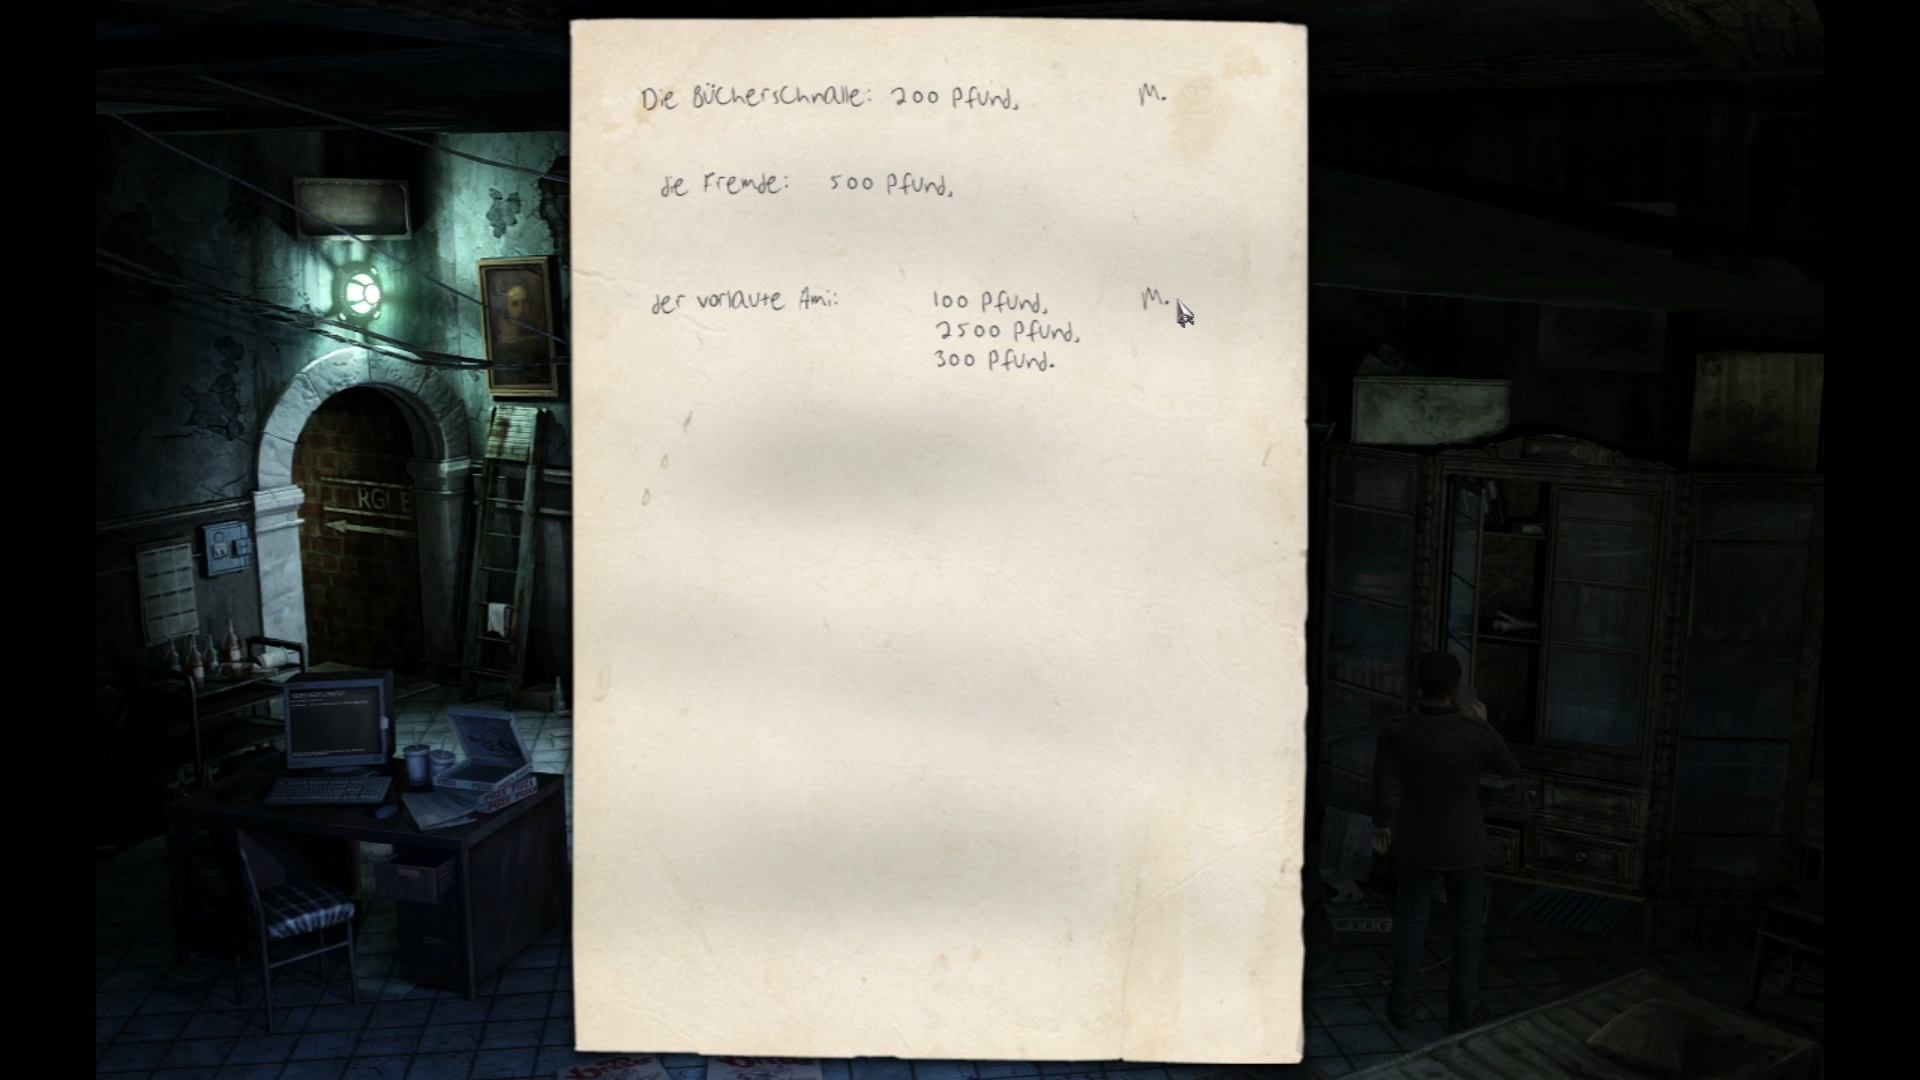 Die Bücherschnalle: 200 Pfund, M.
die Fremde: 500 Pfund,
der vorlaute Ami: 100 Pfund, M.
2500 Pfund,
300 Pfund.